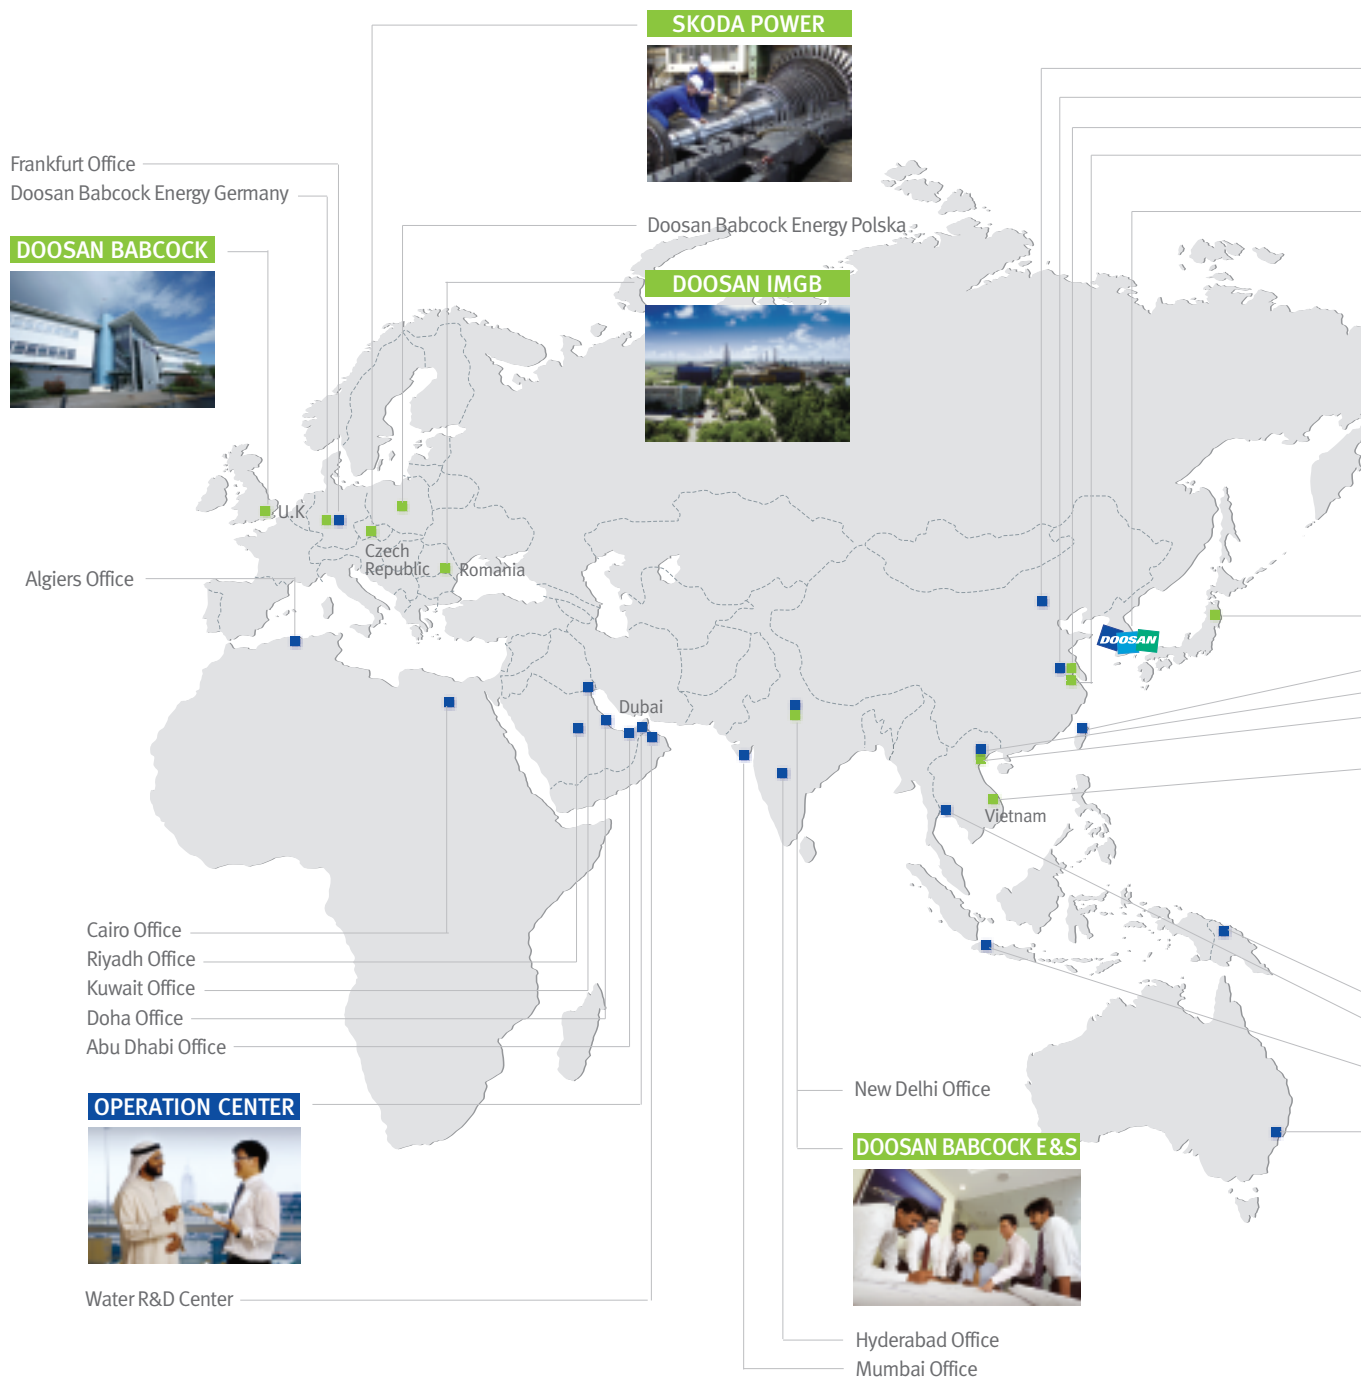 SKODA POWER
Frankfurt Office
Doosan Babcock Energy Germany
Doosan Babcock Energy Polska
DOOSAN BABCOCK
DOOSAN IMGB
U.K
Czech
Republic
Romania
Algiers Office
DOOSAN
Dubai
Vietnam
Cairo Office
Riyadh Office
Kuwait Office
Doha Office
Abu Dhabi Office
New Delhi Office
OPERATION CENTER
DOOSAN BABCOCK E&S
Water R&D Center
Hyderabad Office
Mumbai Office